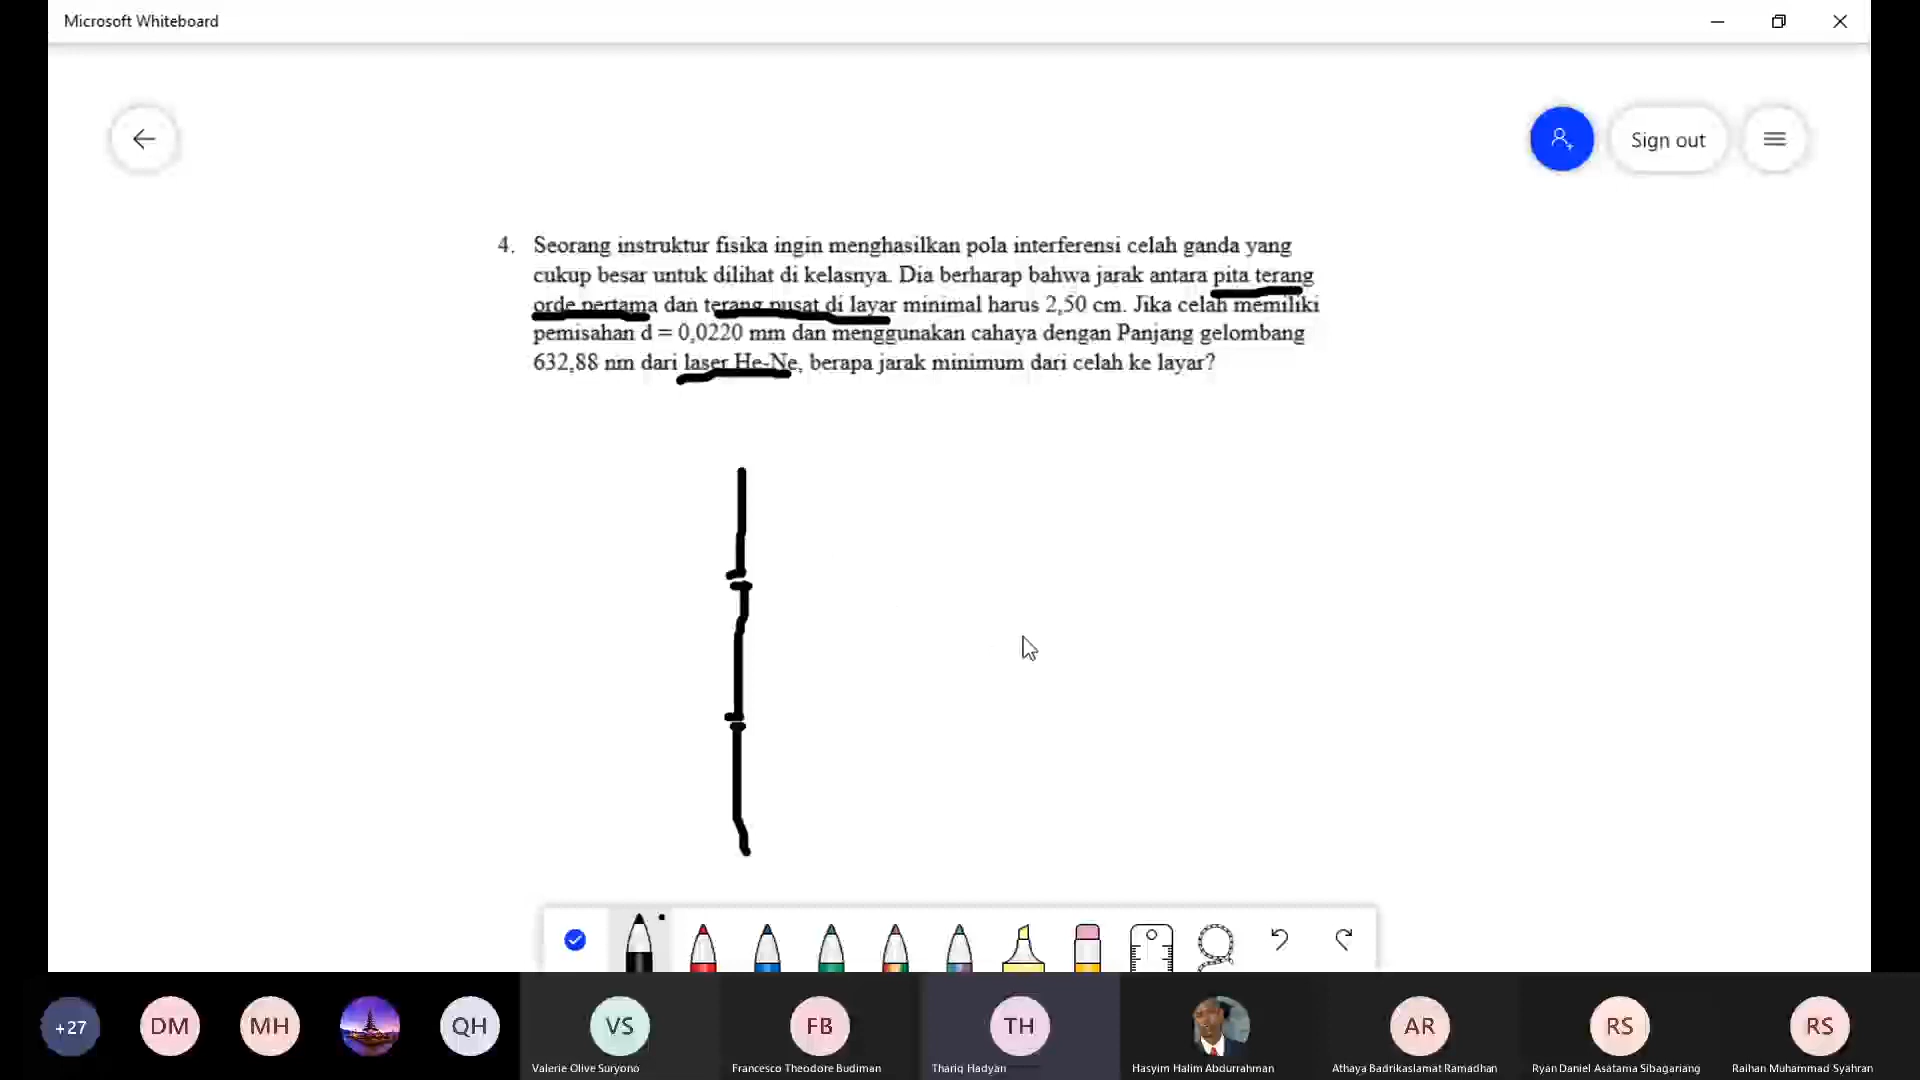 Microsoft Whiteboard
Sign out
4. Seorang instruktur fisika ingin menghasilkan pola interferensi celah ganda yang
cukup besar untuk dilihat di kelasnya. Dia berharap bahwa jarak antara pita terang
orde pertama dan terang pusat di layar minimal harus 2,50 cm. Jika celah memiliki
pemisahan d = 0,0220 mm dan menggunakan cahaya dengan Panjang gelombang
632,88 nm dari laser He-Ne, berapa jarak minimum dari celah ke layar?
+27
DM
MH
QH
VS
FB
TH
AR
RS
RS
Valerie Olive Suryono
Francesco Theodore Budiman
Thariq Hadyan
Hasyim Halim Abdurrahman
Athaya Badrikaslamat Ramadhan
Ryan Daniel Asatama Sibagariang
Raihan Muhammad Syahran